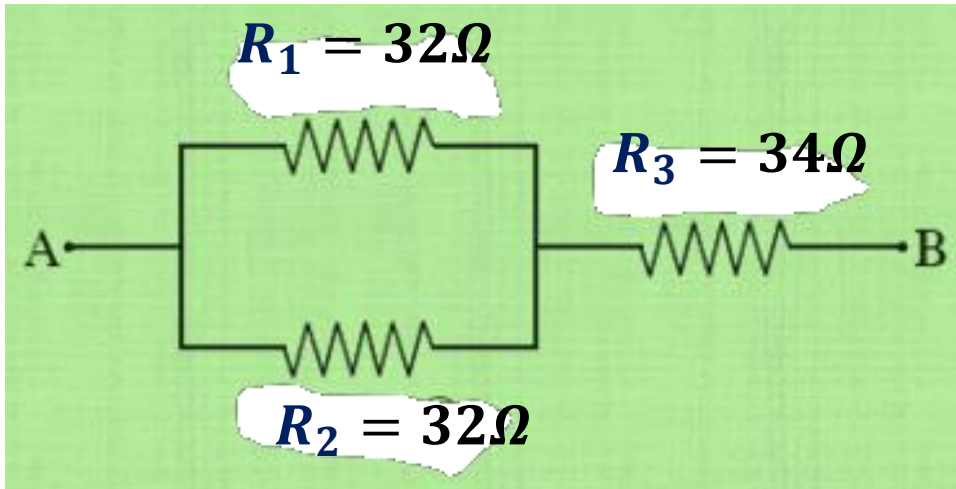 R₁ = 32Ω
R₃ = 34Ω
A
B
R₂ = 32Ω